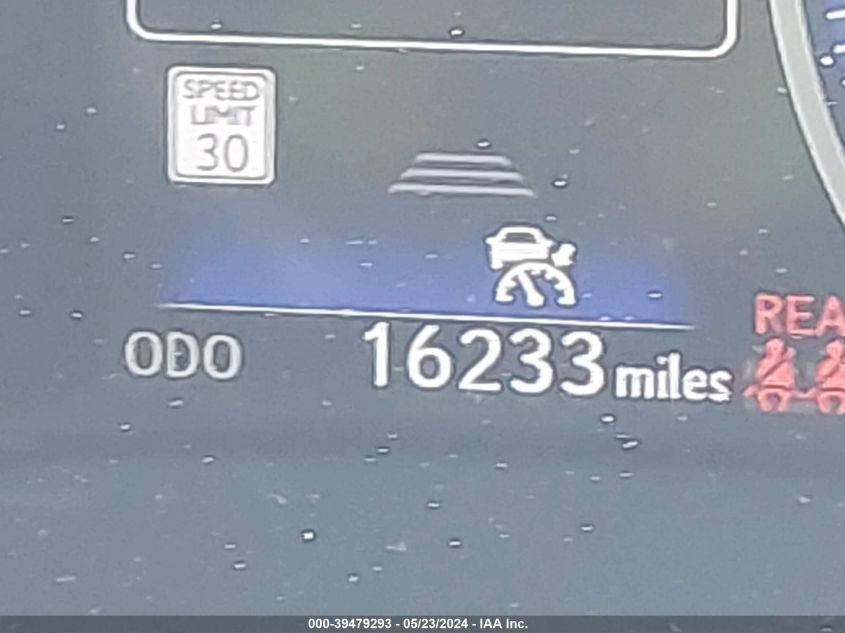 SPEED
LIMIT
30
ODO 16233 miles
REA
000-39479293 - 05/23/2024 - IAA Inc.